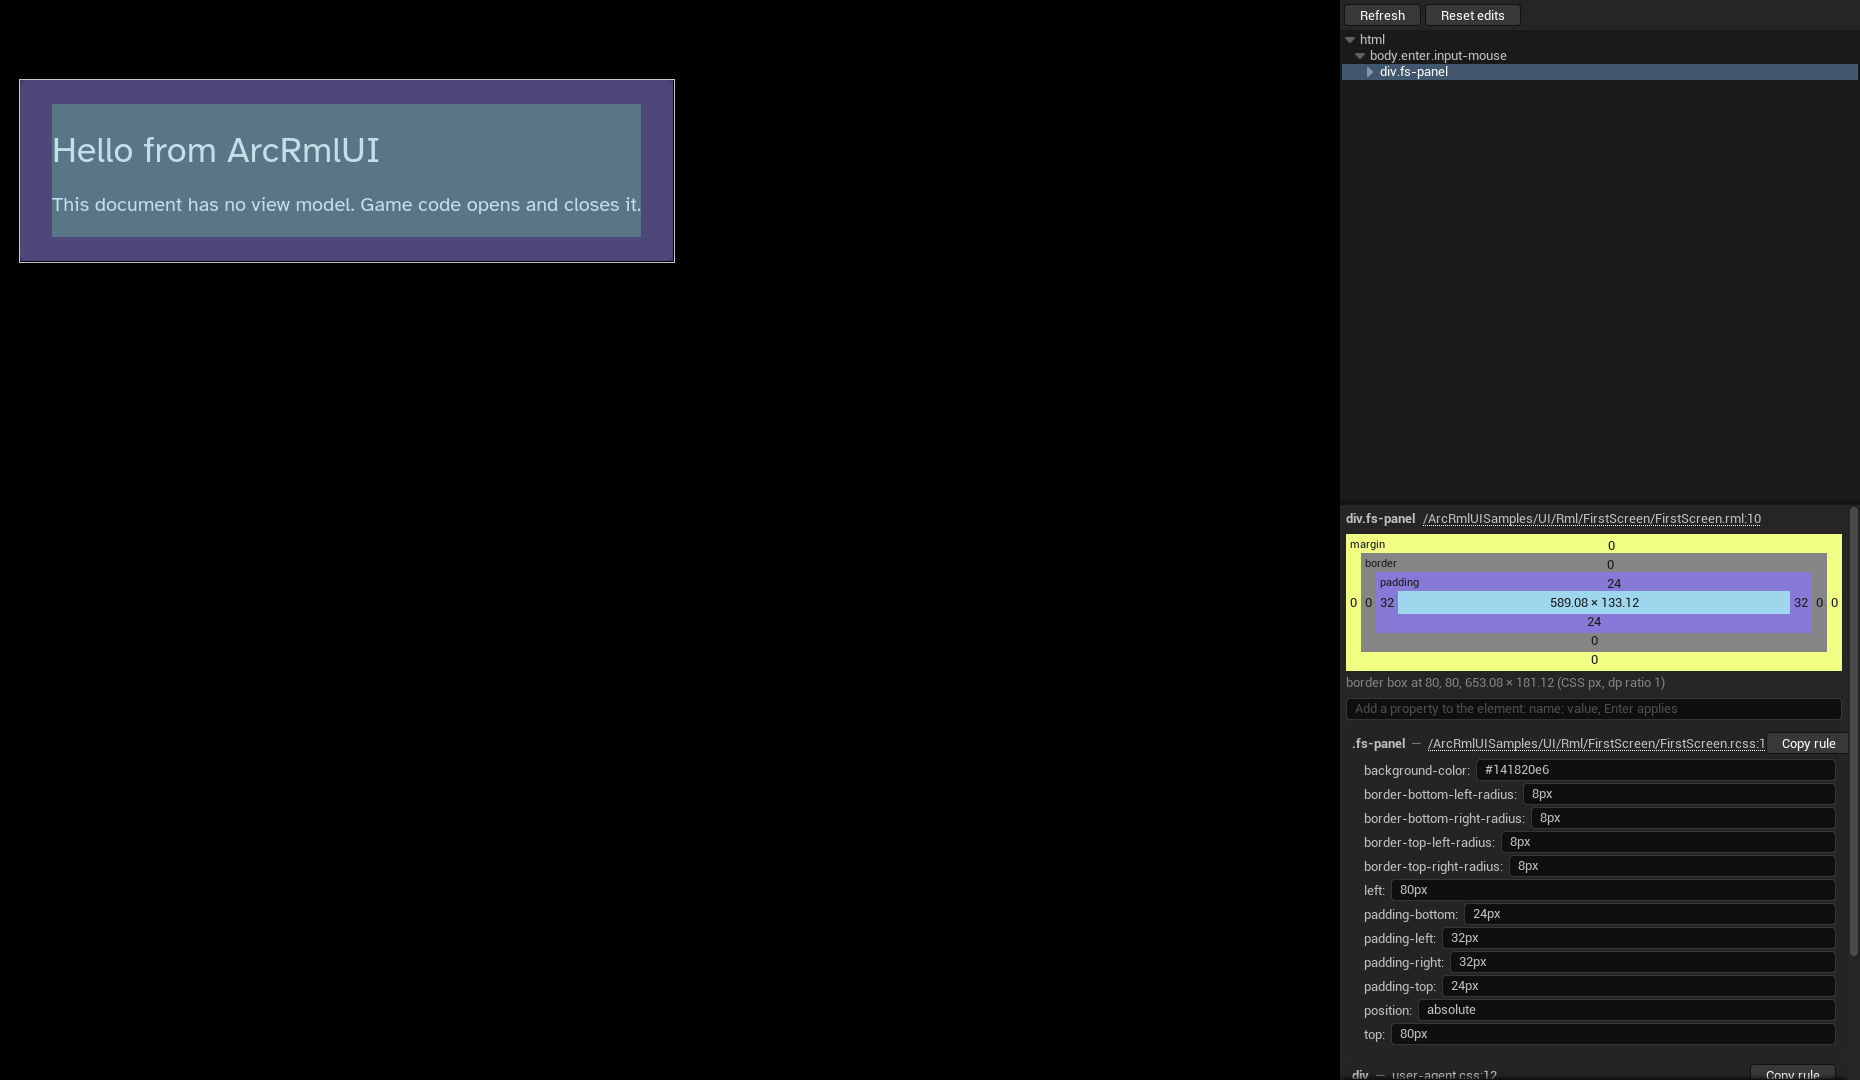 Refresh Reset edits
html
body.enter.input-mouse
div.fs-panel
Hello from ArcRmlUI
This document has no view model. Game code opens and closes it.
div.fs-panel /ArcRmlUISamples/UI/Rml/FirstScreen/FirstScreen.rml:10
margin 0
border 0
padding 24
0 0 32 589.08 × 133.12 32 0 0
24
0
0
border box at 80, 80, 653.08 × 181.12 (CSS px, dp ratio 1)
Add a property to the element: name: value, Enter applies
.fs-panel — /ArcRmlUISamples/UI/Rml/FirstScreen/FirstScreen.rcss:1 Copy rule
background-color: #141820e6
border-bottom-left-radius: 8px
border-bottom-right-radius: 8px
border-top-left-radius: 8px
border-top-right-radius: 8px
left: 80px
padding-bottom: 24px
padding-left: 32px
padding-right: 32px
padding-top: 24px
position: absolute
top: 80px
div — user-agent.css:12 Copy rule